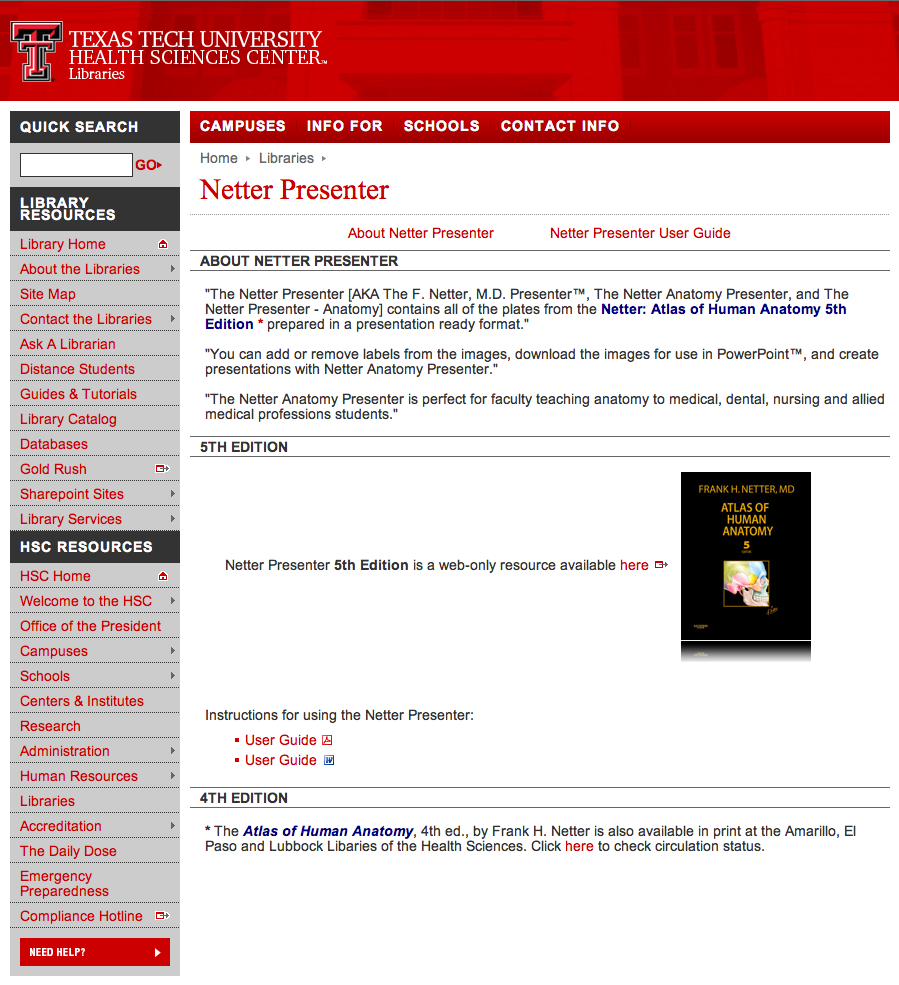 TEXAS TECH UNIVERSITY
HEALTH SCIENCES CENTER™
Libraries
QUICK SEARCH
GO
LIBRARY
RESOURCES
Library Home
About the Libraries
Site Map
Contact the Libraries
Ask A Librarian
Distance Students
Guides & Tutorials
Library Catalog
Databases
Gold Rush
Sharepoint Sites
Library Services
HSC RESOURCES
HSC Home
Welcome to the HSC
Office of the President
Campuses
Schools
Centers & Institutes
Research
Administration
Human Resources
Libraries
Accreditation
The Daily Dose
Emergency
Preparedness
Compliance Hotline
NEED HELP?
CAMPUSES INFO FOR SCHOOLS CONTACT INFO
Home Libraries
Netter Presenter
About Netter Presenter Netter Presenter User Guide
ABOUT NETTER PRESENTER
"The Netter Presenter [AKA The F. Netter, M.D. Presenter™, The Netter Anatomy Presenter, and The
Netter Presenter - Anatomy] contains all of the plates from the Netter: Atlas of Human Anatomy 5th
Edition * prepared in a presentation ready format."
"You can add or remove labels from the images, download the images for use in PowerPoint™, and create
presentations with Netter Anatomy Presenter."
"The Netter Anatomy Presenter is perfect for faculty teaching anatomy to medical, dental, nursing and allied
medical professions students."
5TH EDITION
Netter Presenter 5th Edition is a web-only resource available here
FRANK H. NETTER, MD
ATLAS OF
HUMAN
ANATOMY
5
Instructions for using the Netter Presenter:
User Guide
User Guide
4TH EDITION
* The Atlas of Human Anatomy, 4th ed., by Frank H. Netter is also available in print at the Amarillo, El
Paso and Lubbock Libaries of the Health Sciences. Click here to check circulation status.